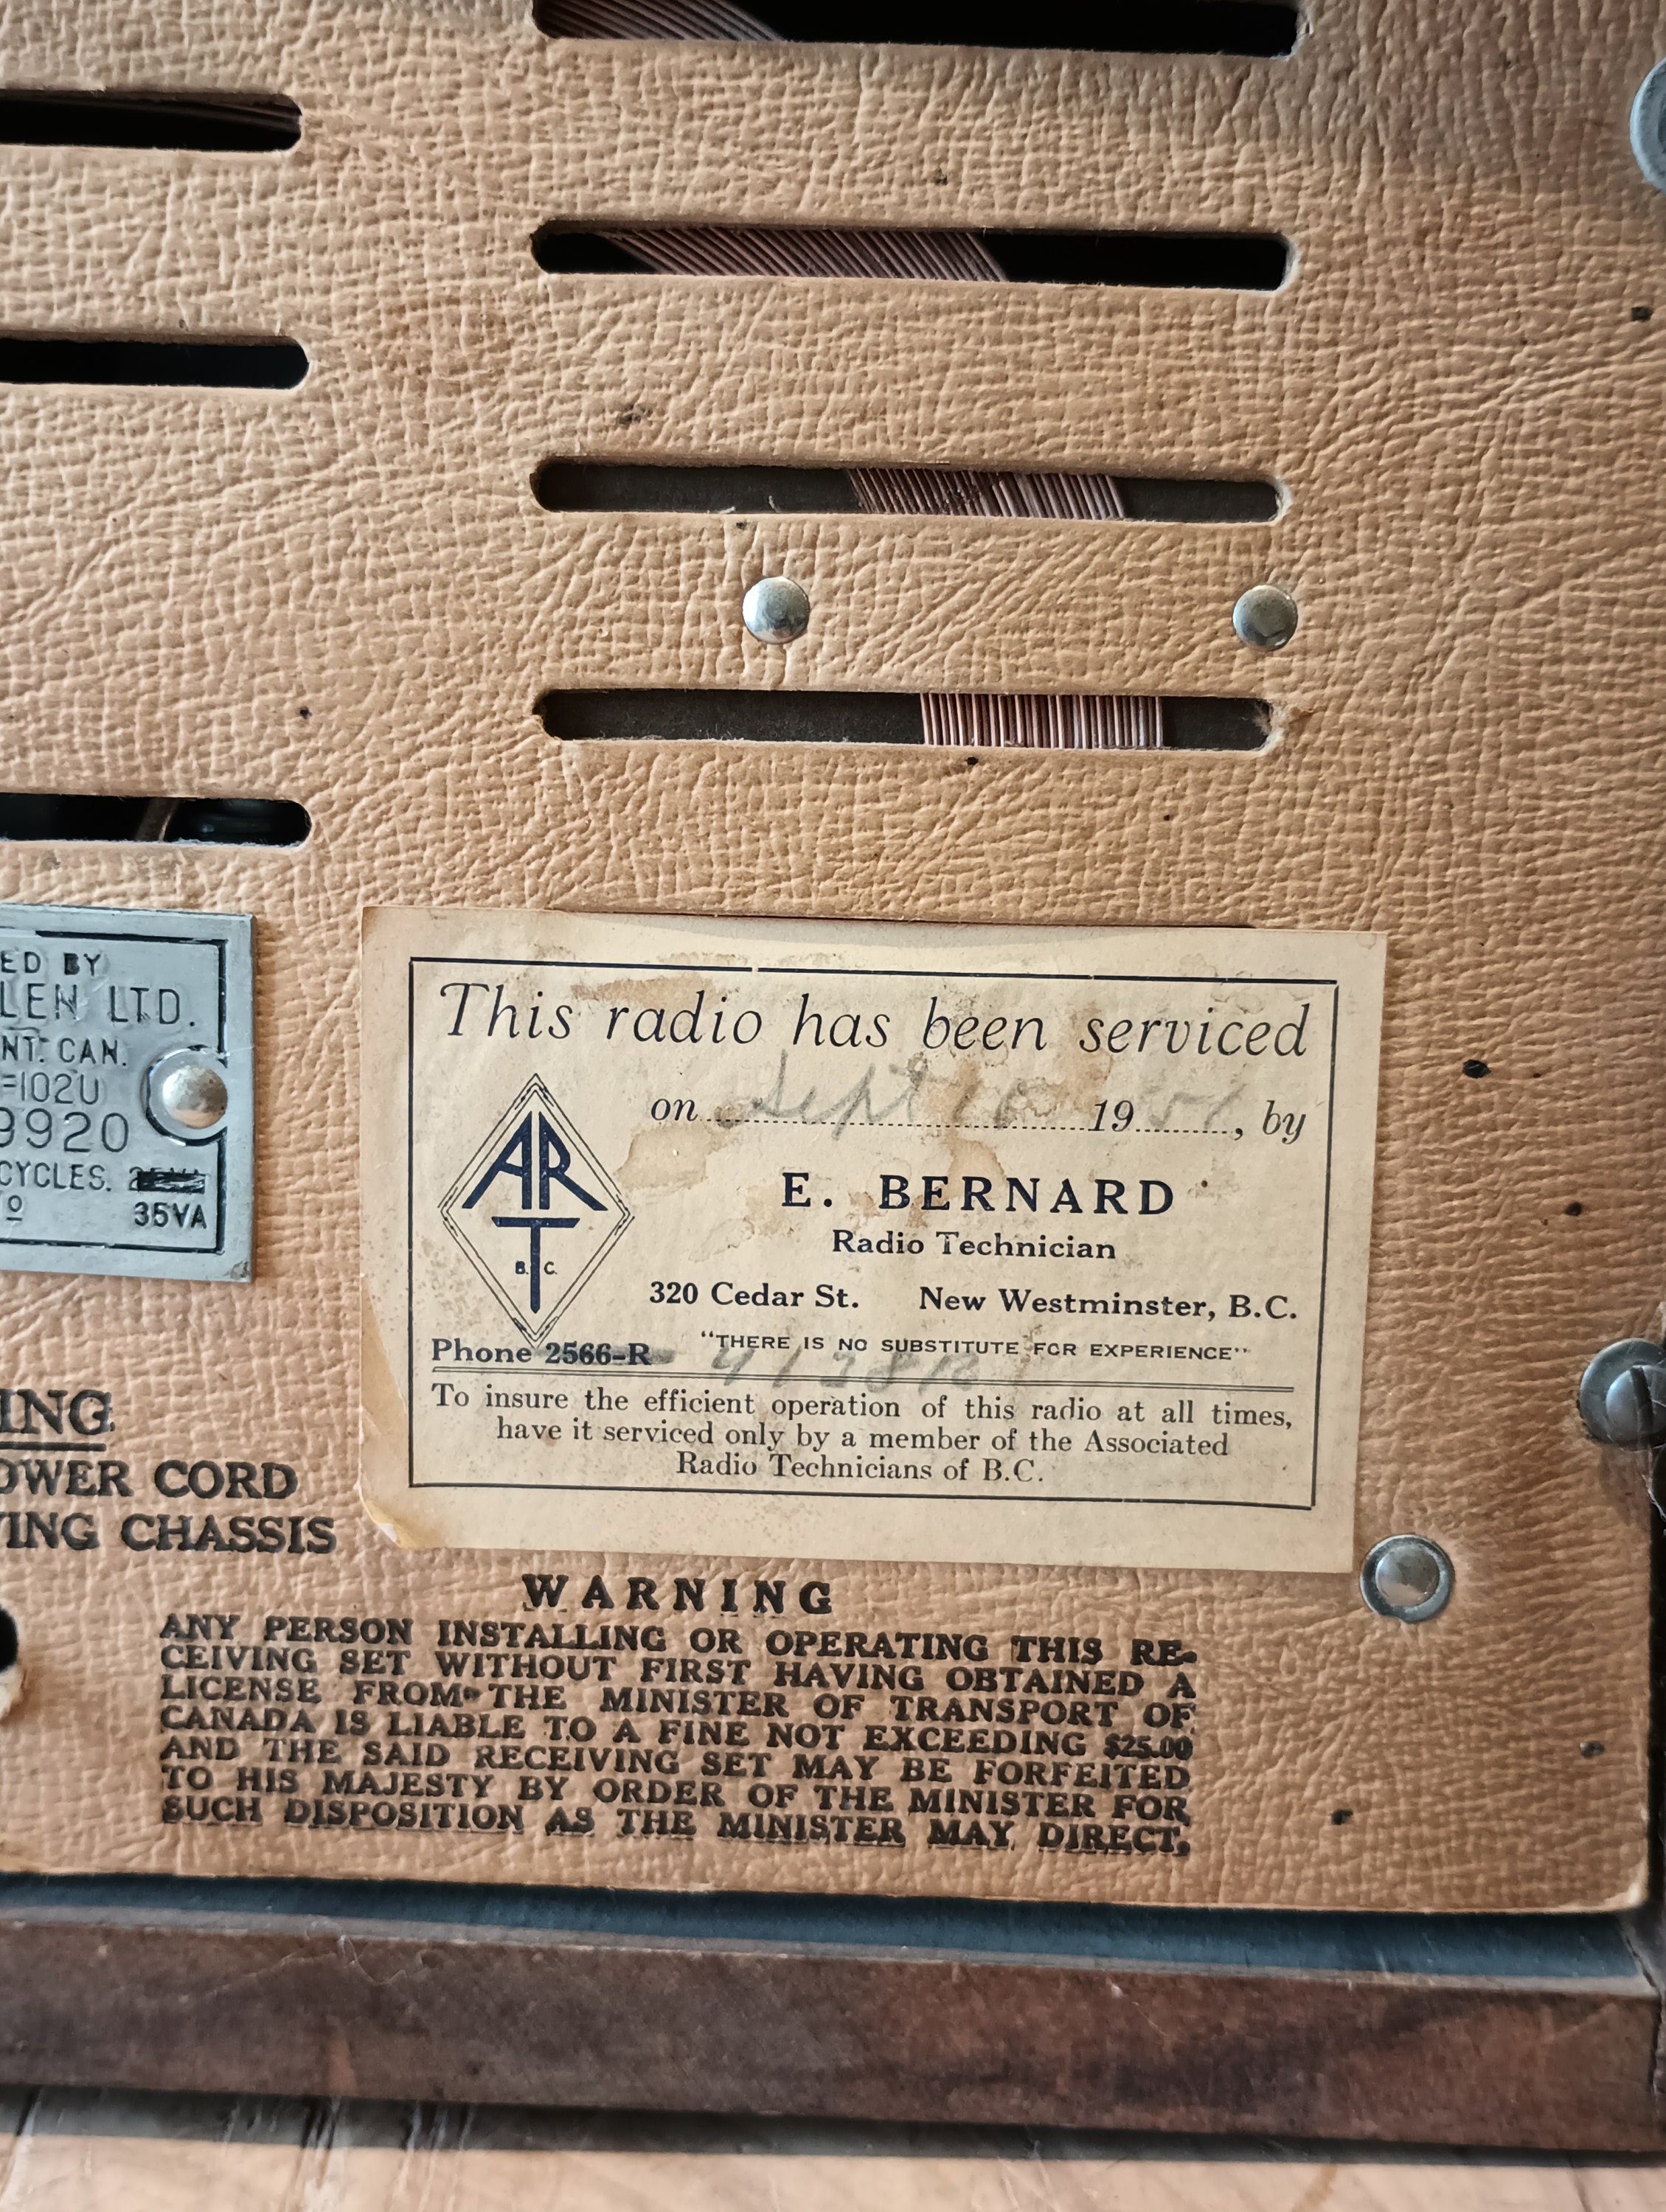 ED BY
LEN LTD.
NT. CAN.
=102U
9920
CYCLES.
35VA
This radio has been serviced
on Sept 10 19 51, by
ART
B. C.
E. BERNARD
Radio Technician
320 Cedar St. New Westminster, B.C.
Phone 2566-R "THERE IS NO SUBSTITUTE FOR EXPERIENCE"
To insure the efficient operation of this radio at all times,
have it serviced only by a member of the Associated
Radio Technicians of B.C.
ING
OWER CORD
VING CHASSIS
WARNING
ANY PERSON INSTALLING OR OPERATING THIS RE-
CEIVING SET WITHOUT FIRST HAVING OBTAINED A
LICENSE FROM THE MINISTER OF TRANSPORT OF
CANADA IS LIABLE TO A FINE NOT EXCEEDING $25.00
AND THE SAID RECEIVING SET MAY BE FORFEITED
TO HIS MAJESTY BY ORDER OF THE MINISTER FOR
SUCH DISPOSITION AS THE MINISTER MAY DIRECT.